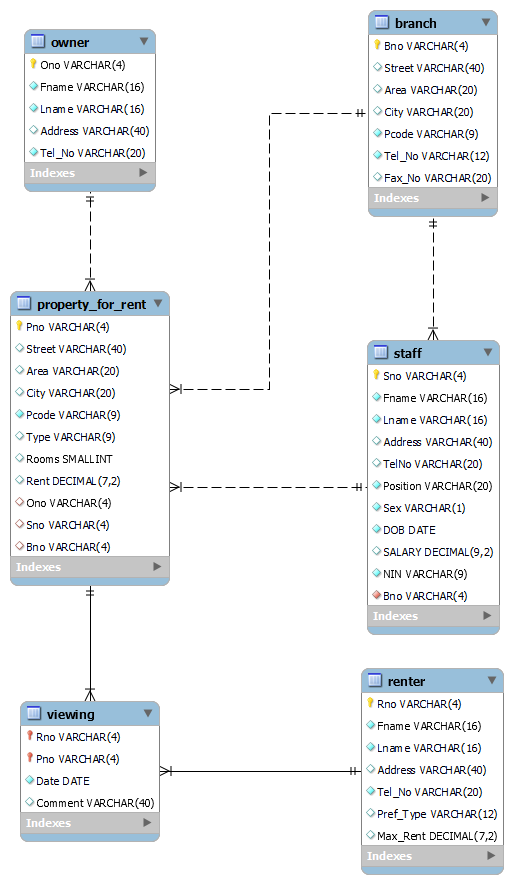 owner
Ono VARCHAR(4)
Fname VARCHAR(16)
Lname VARCHAR(16)
Address VARCHAR(40)
Tel_No VARCHAR(20)
Indexes
branch
Bno VARCHAR(4)
Street VARCHAR(40)
Area VARCHAR(20)
City VARCHAR(20)
Pcode VARCHAR(9)
Tel_No VARCHAR(12)
Fax_No VARCHAR(20)
Indexes
property_for_rent
Pno VARCHAR(4)
Street VARCHAR(40)
Area VARCHAR(20)
City VARCHAR(20)
Pcode VARCHAR(9)
Type VARCHAR(9)
Rooms SMALLINT
Rent DECIMAL(7,2)
Ono VARCHAR(4)
Sno VARCHAR(4)
Bno VARCHAR(4)
Indexes
staff
Sno VARCHAR(4)
Fname VARCHAR(16)
Lname VARCHAR(16)
Address VARCHAR(40)
TelNo VARCHAR(20)
Position VARCHAR(20)
Sex VARCHAR(1)
DOB DATE
SALARY DECIMAL(9,2)
NIN VARCHAR(9)
Bno VARCHAR(4)
Indexes
viewing
Rno VARCHAR(4)
Pno VARCHAR(4)
Date DATE
Comment VARCHAR(40)
Indexes
renter
Rno VARCHAR(4)
Fname VARCHAR(16)
Lname VARCHAR(16)
Address VARCHAR(40)
Tel_No VARCHAR(20)
Pref_Type VARCHAR(12)
Max_Rent DECIMAL(7,2)
Indexes